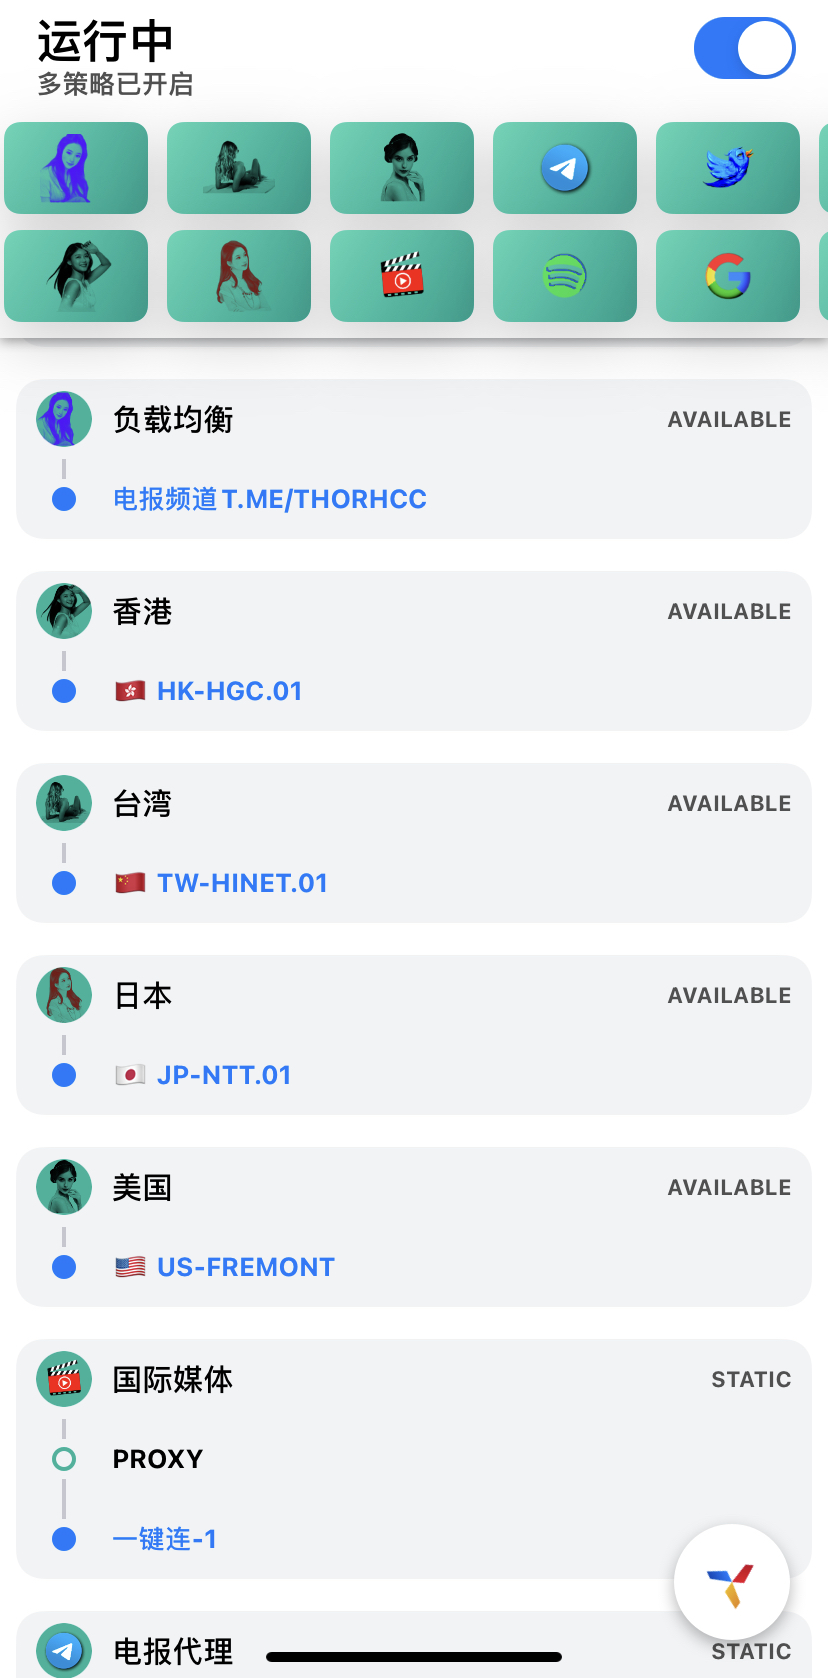 运行中
多策略已开启
负载均衡
AVAILABLE
电报频道T.ME/THORHCC
香港
AVAILABLE
🇭🇰 HK-HGC.01
台湾
AVAILABLE
🇨🇳 TW-HINET.01
日本
AVAILABLE
🇯🇵 JP-NTT.01
美国
AVAILABLE
🇺🇸 US-FREMONT
国际媒体
STATIC
PROXY
一键连-1
电报代理
STATIC